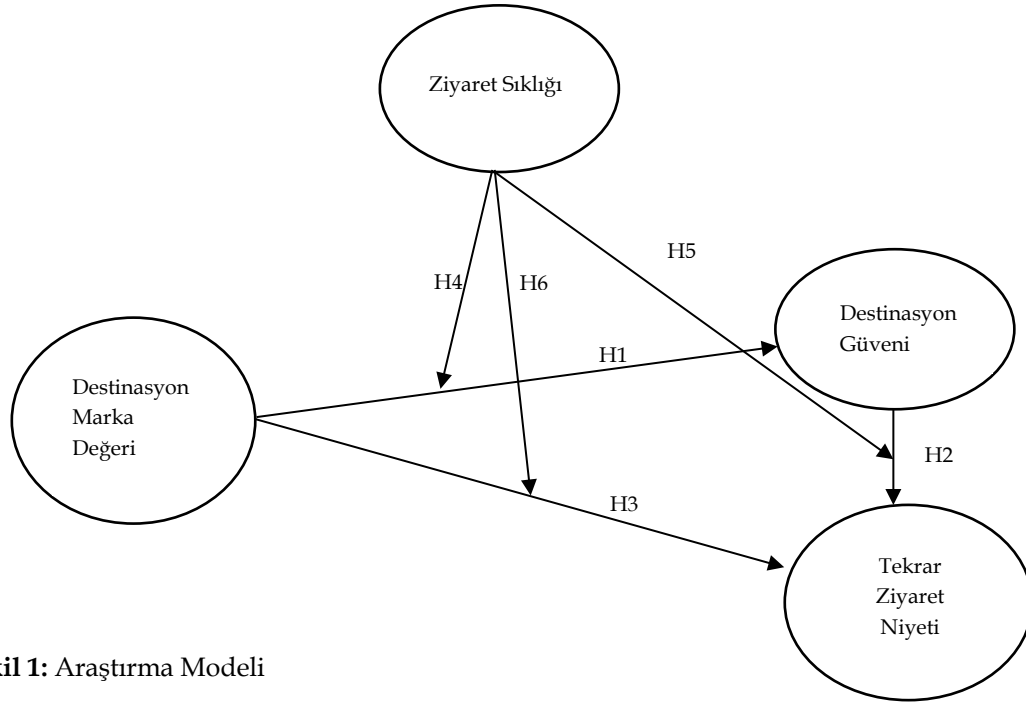 Ziyaret Sıklığı
H5
H4
H6
Destinasyon
Güveni
H1
Destinasyon
Marka
Değeri
H2
H3
Tekrar
Ziyaret
Niyeti
kil 1: Araştırma Modeli